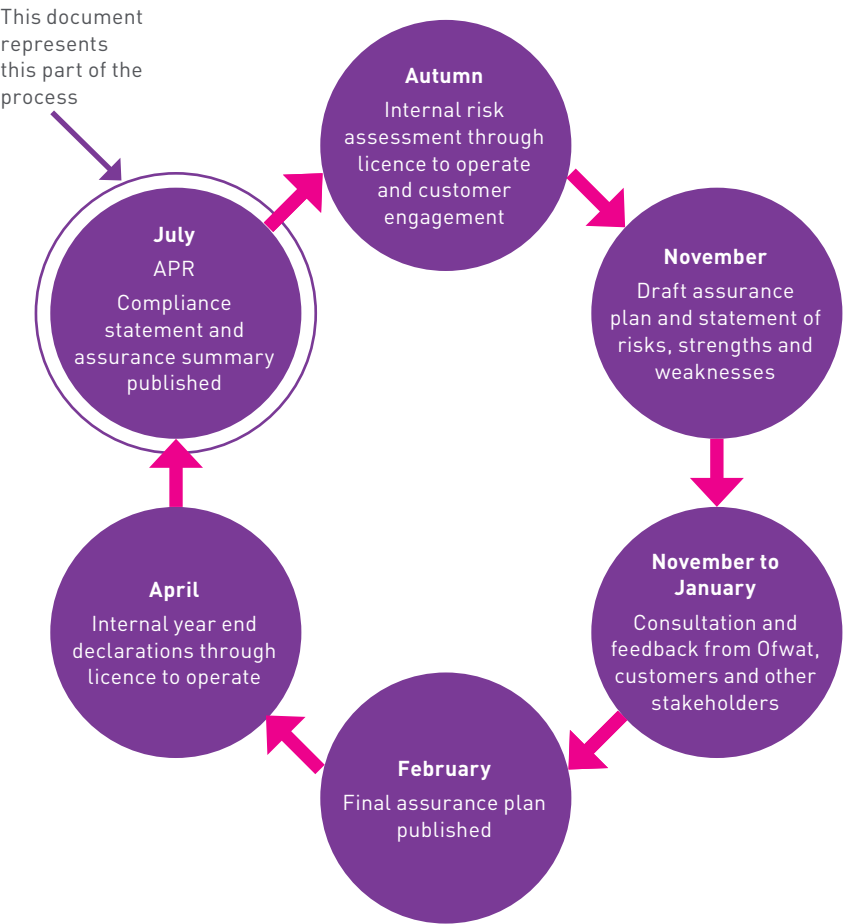 This document
represents
this part of the
process
Autumn
Internal risk
assessment through
licence to operate
and customer
engagement
November
Draft assurance
plan and statement of
risks, strengths and
weaknesses
November to
January
Consultation and
feedback from Ofwat,
customers and other
stakeholders
February
Final assurance plan
published
April
Internal year end
declarations through
licence to operate
July
APR
Compliance
statement and
assurance summary
published